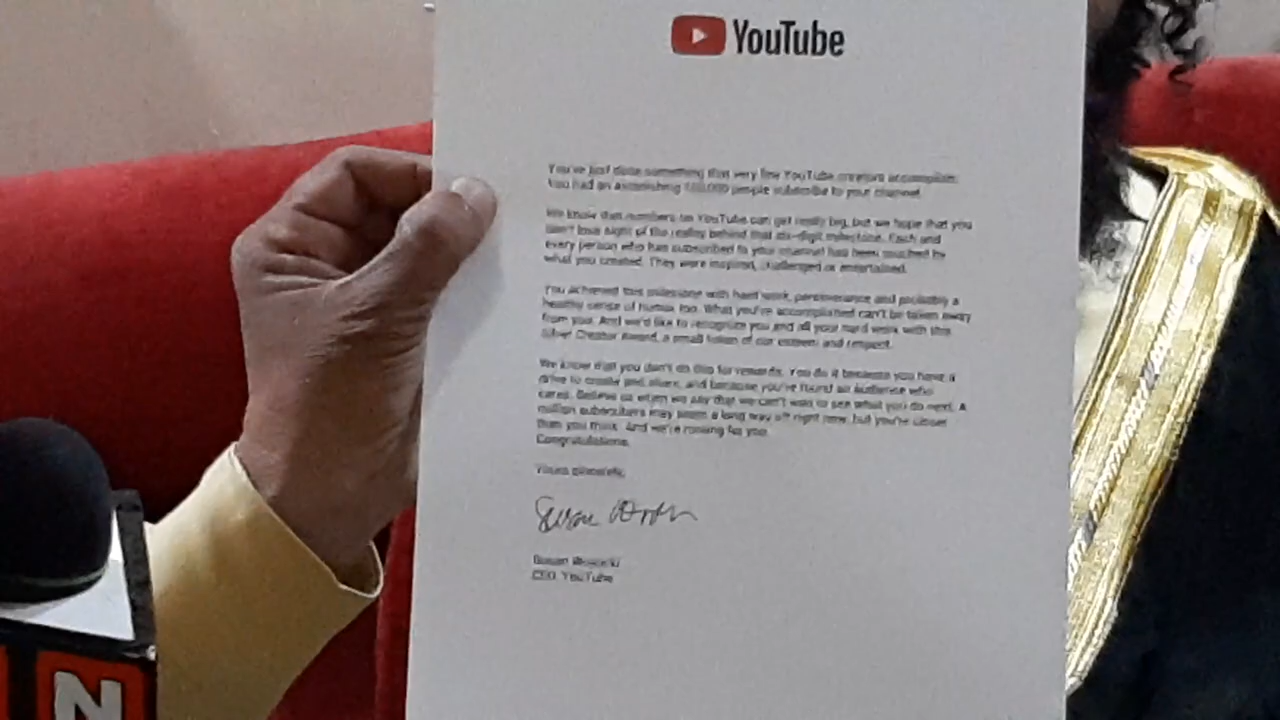 YouTube
You've just done something that very few YouTube creators accomplish:
You had an astonishing 100,000 people subscribe to your channel.
We know that numbers on YouTube can get really big, but we hope that you
don't lose sight of the reality behind that six-digit milestone. Each and
every person who has subscribed to your channel has been touched by
what you created. They were inspired, challenged or entertained.
You achieved this milestone with hard work, perseverance and probably a
healthy sense of humor too. What you've accomplished can't be taken away
from you. And we'd like to recognize you and all your hard work with this
Silver Creator Award, a small token of our esteem and respect.
We know that you don't do this for rewards. You do it because you have a
drive to create and share, and because you've found an audience who
cares. Believe us when we say that we can't wait to see what you do next. A
million subscribers may seem a long way off right now, but you're closer
than you think. And we're rooting for you.
Congratulations.
Yours sincerely,
Susan Wojcicki
CEO, YouTube
N